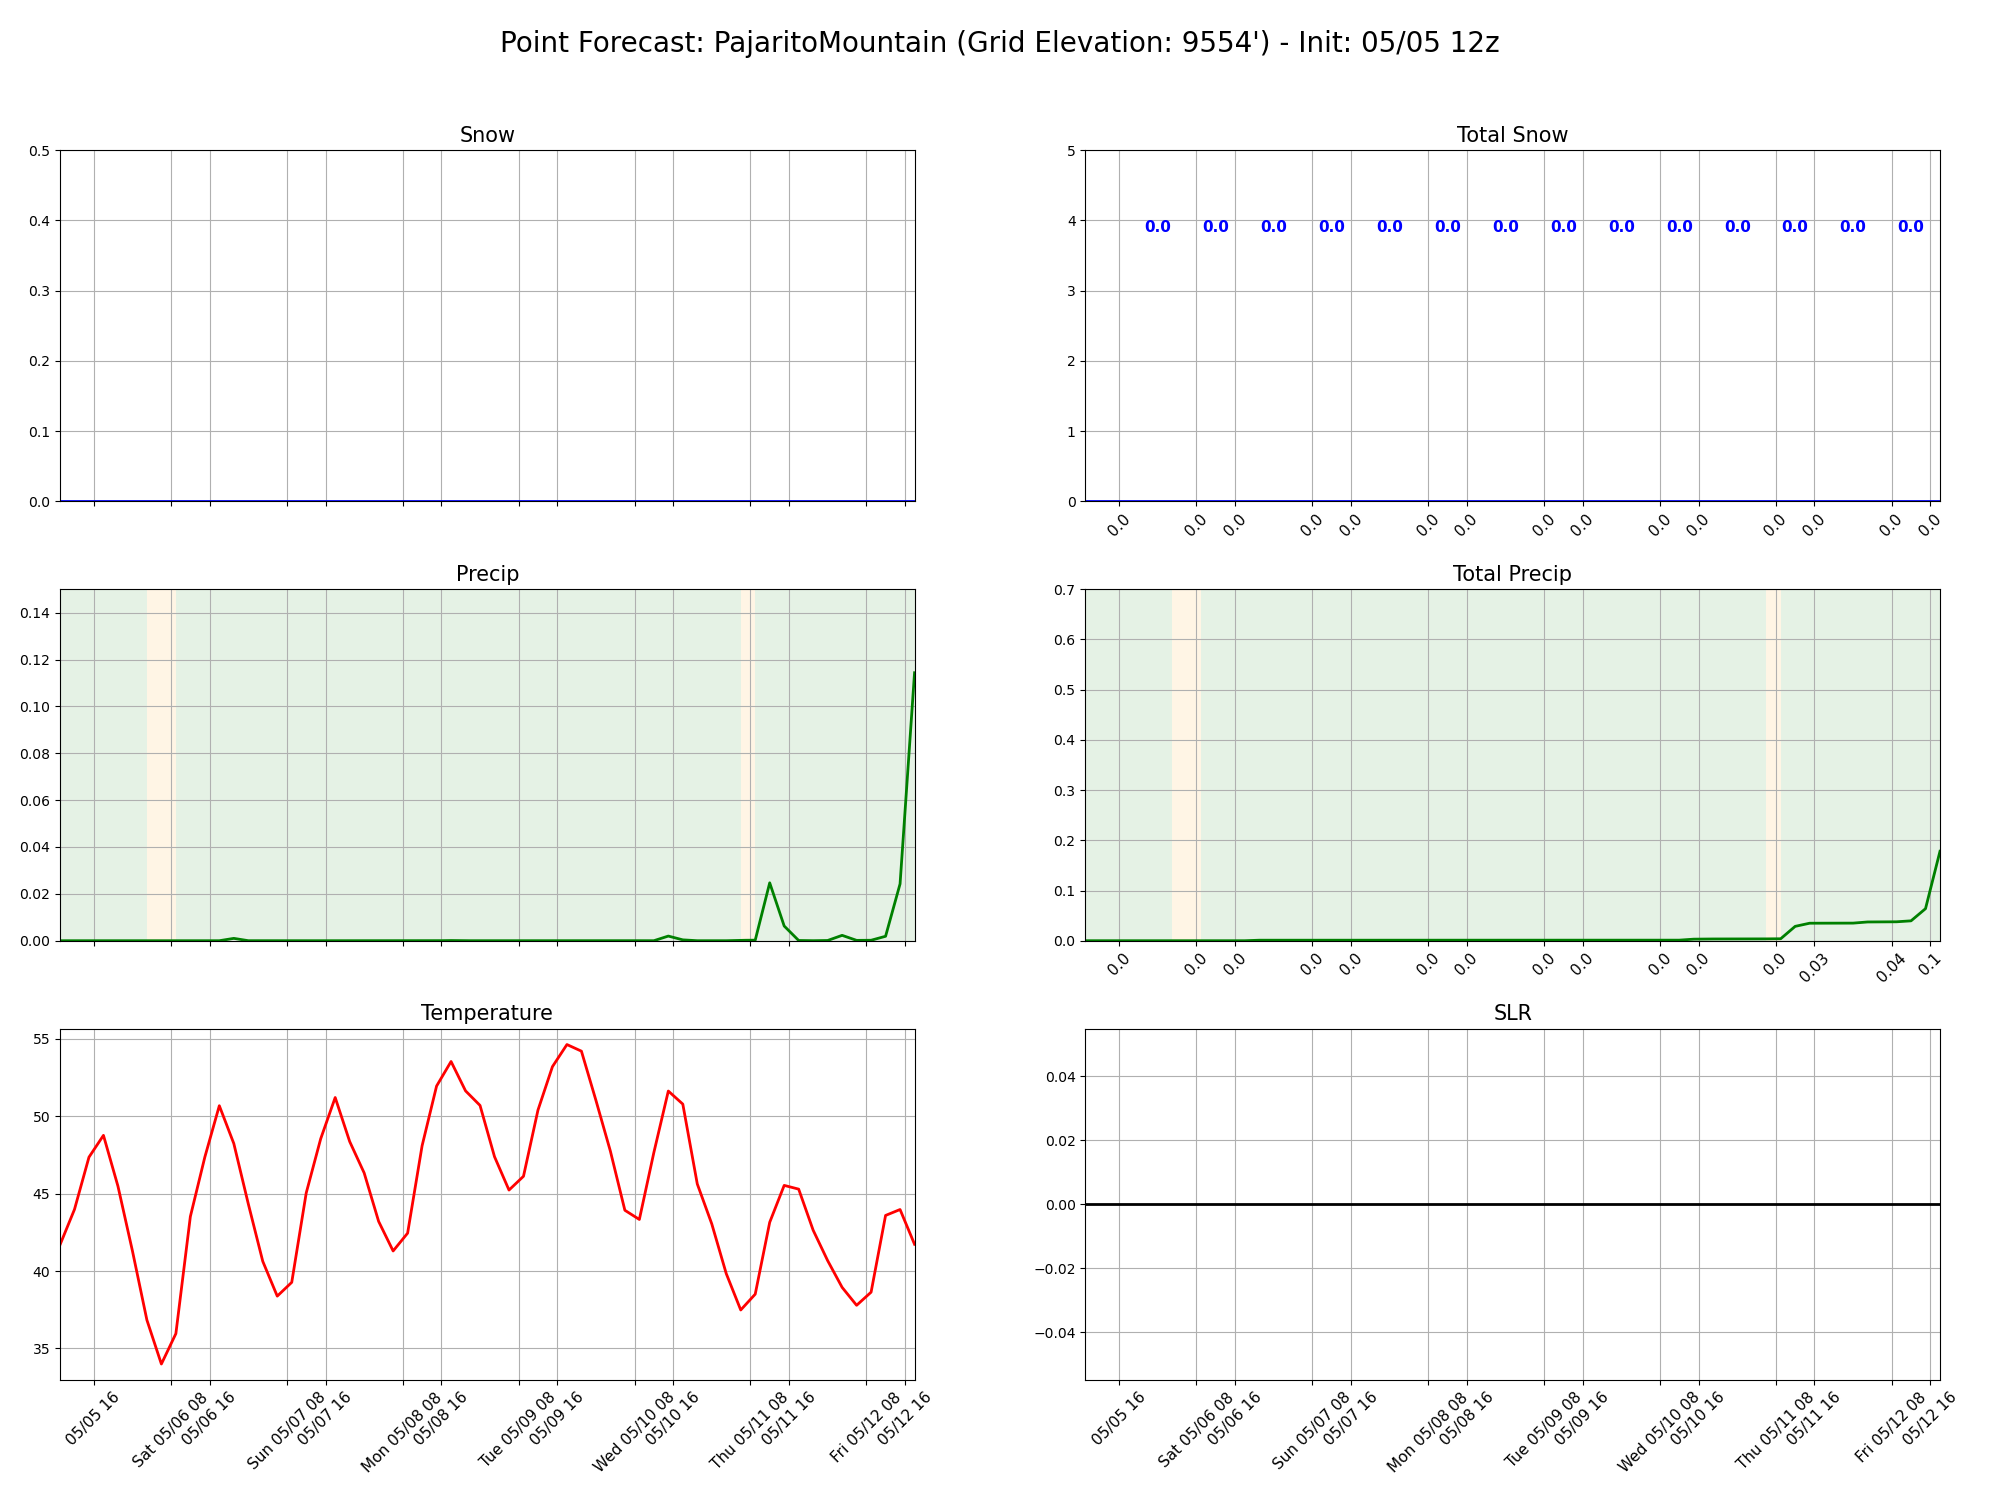 Point Forecast: PajaritoMountain (Grid Elevation: 9554') - Init: 05/05 12z
Snow
0.5
0.4
0.3
0.2
0.1
0.0
Total Snow
5
4
3
2
1
0
0.0 0.0 0.0 0.0 0.0 0.0 0.0 0.0 0.0 0.0 0.0 0.0 0.0 0.0
0.0 0.0 0.0 0.0 0.0 0.0 0.0 0.0 0.0 0.0 0.0 0.0 0.0 0.0 0.0
Precip
0.14
0.12
0.10
0.08
0.06
0.04
0.02
0.00
Total Precip
0.7
0.6
0.5
0.4
0.3
0.2
0.1
0.0
0.0 0.0 0.0 0.0 0.0 0.0 0.0 0.0 0.0 0.0 0.0 0.0 0.03 0.04 0.1
Temperature
55
50
45
40
35
05/05 16
Sat 05/06 08
05/06 16
Sun 05/07 08
05/07 16
Mon 05/08 08
05/08 16
Tue 05/09 08
05/09 16
Wed 05/10 08
05/10 16
Thu 05/11 08
05/11 16
Fri 05/12 08
05/12 16
SLR
0.04
0.02
0.00
−0.02
−0.04
05/05 16
Sat 05/06 08
05/06 16
Sun 05/07 08
05/07 16
Mon 05/08 08
05/08 16
Tue 05/09 08
05/09 16
Wed 05/10 08
05/10 16
Thu 05/11 08
05/11 16
Fri 05/12 08
05/12 16